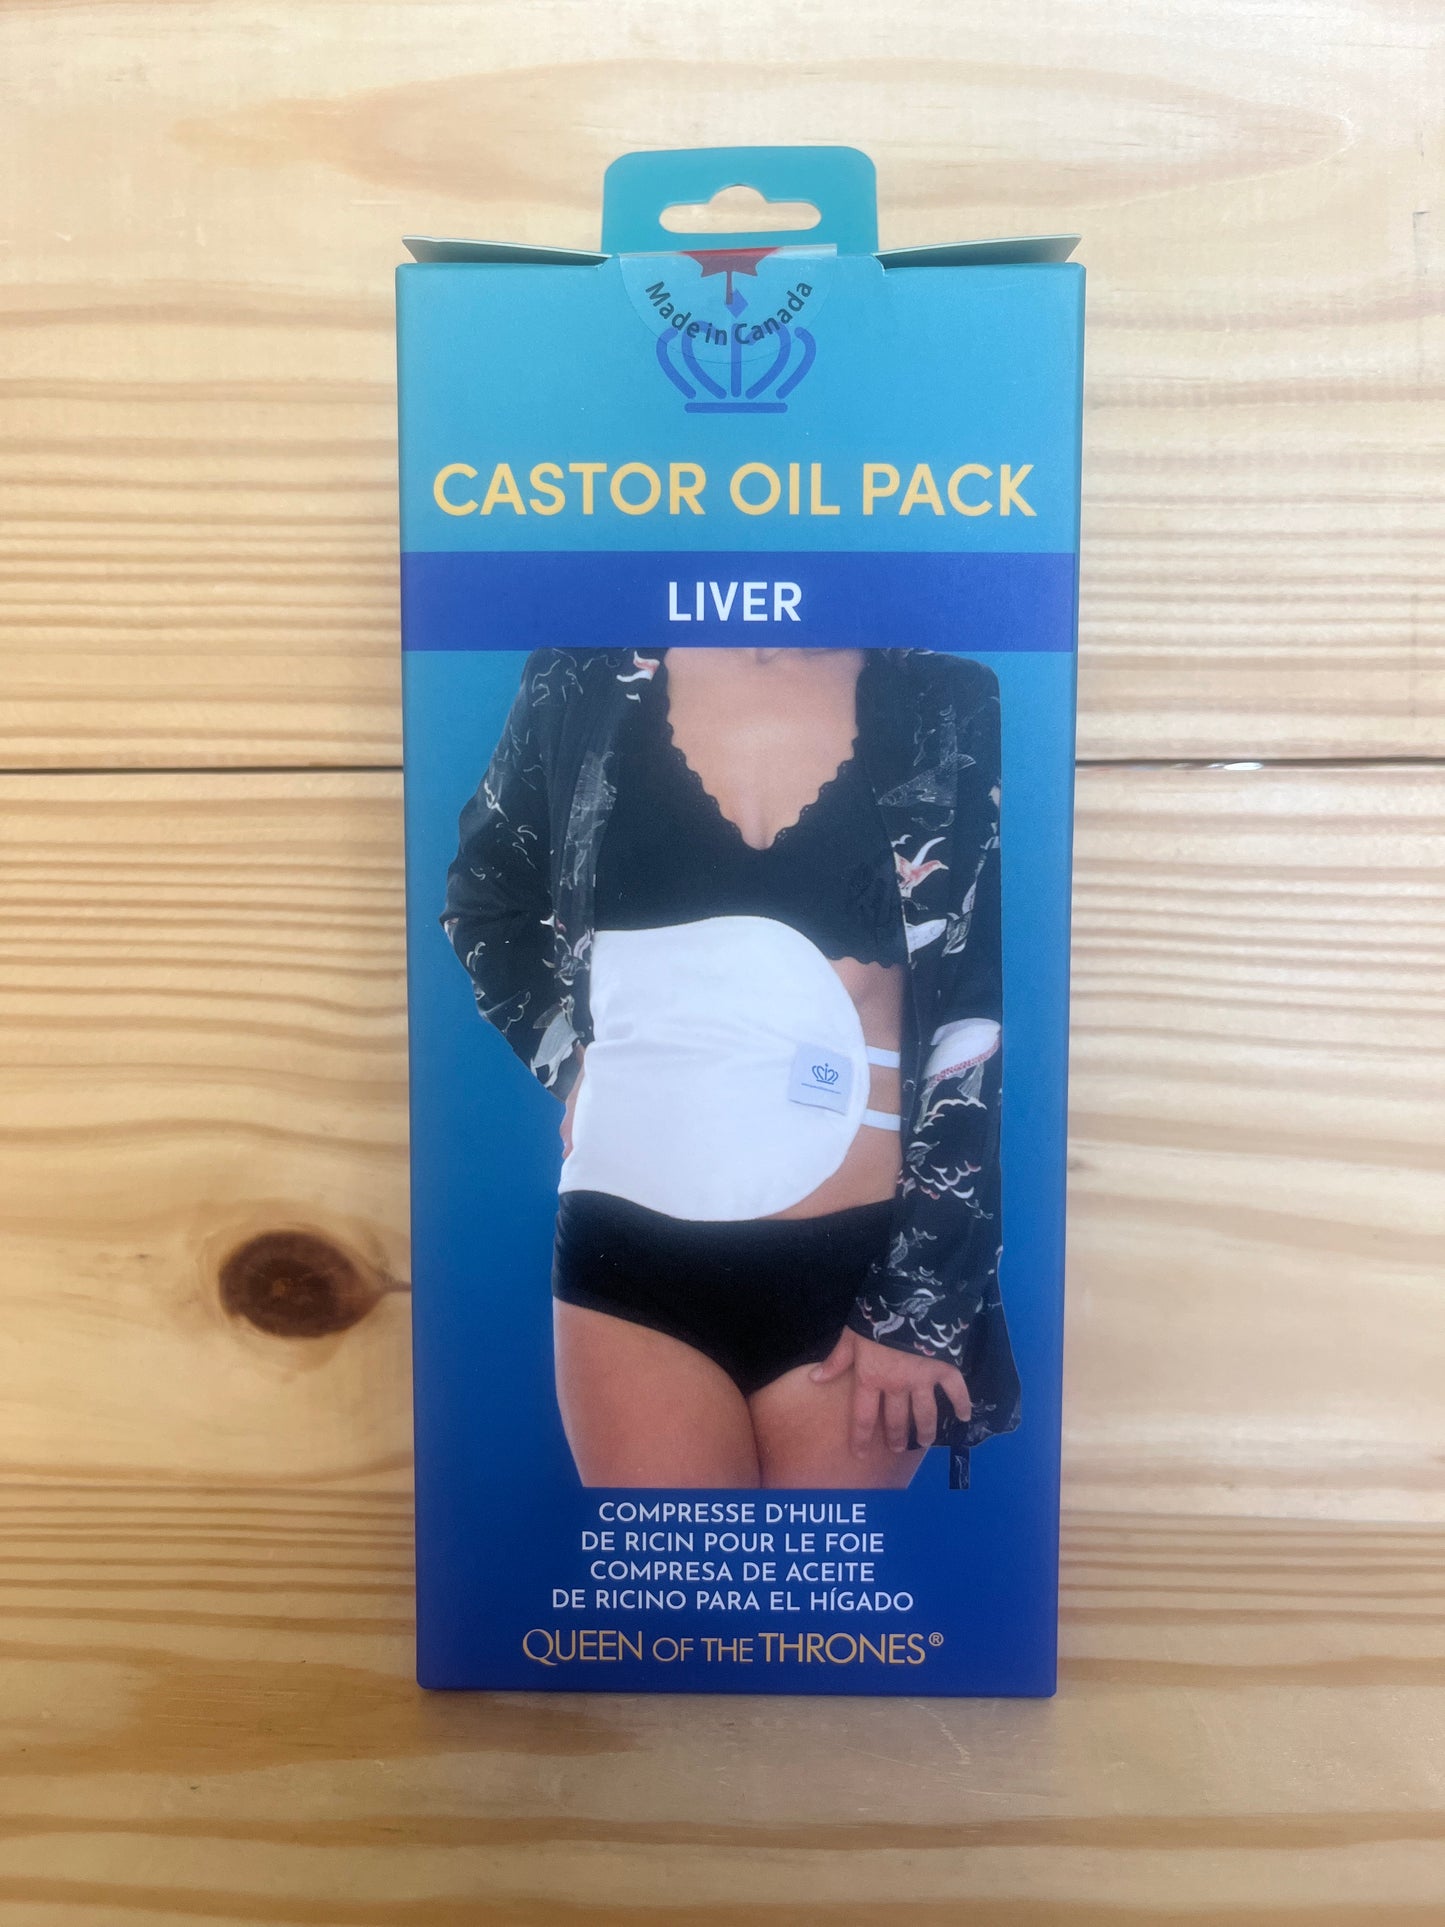 Made in Canada
CASTOR OIL PACK
LIVER
COMPRESSE D'HUILE
DE RICIN POUR LE FOIE
COMPRESA DE ACEITE
DE RICINO PARA EL HÍGADO
QUEEN OF THE THRONES®